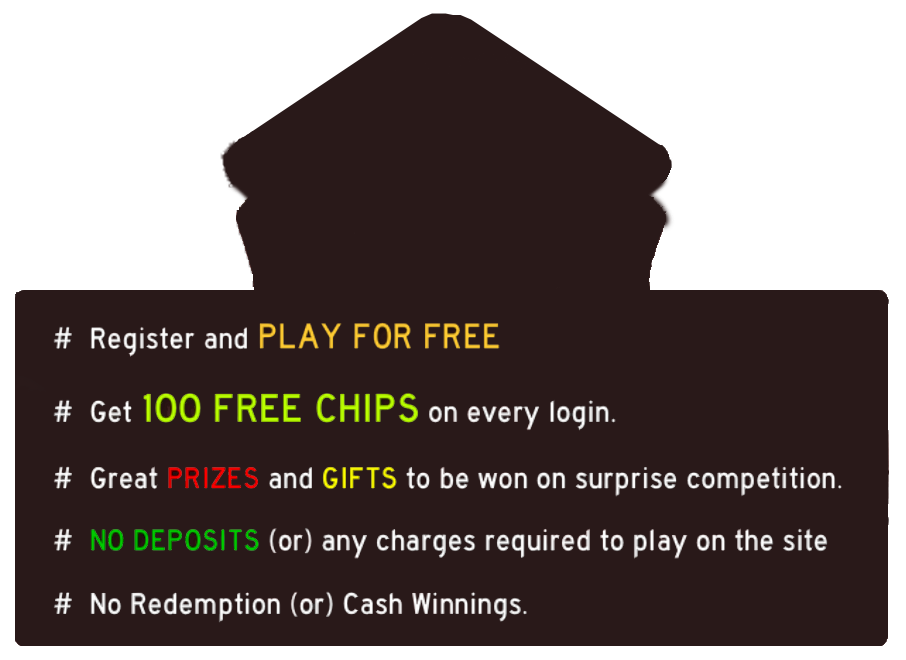 # Register and PLAY FOR FREE
# Get 100 FREE CHIPS on every login.
# Great PRIZES and GIFTS to be won on surprise competition.
# NO DEPOSITS (or) any charges required to play on the site
# No Redemption (or) Cash Winnings.